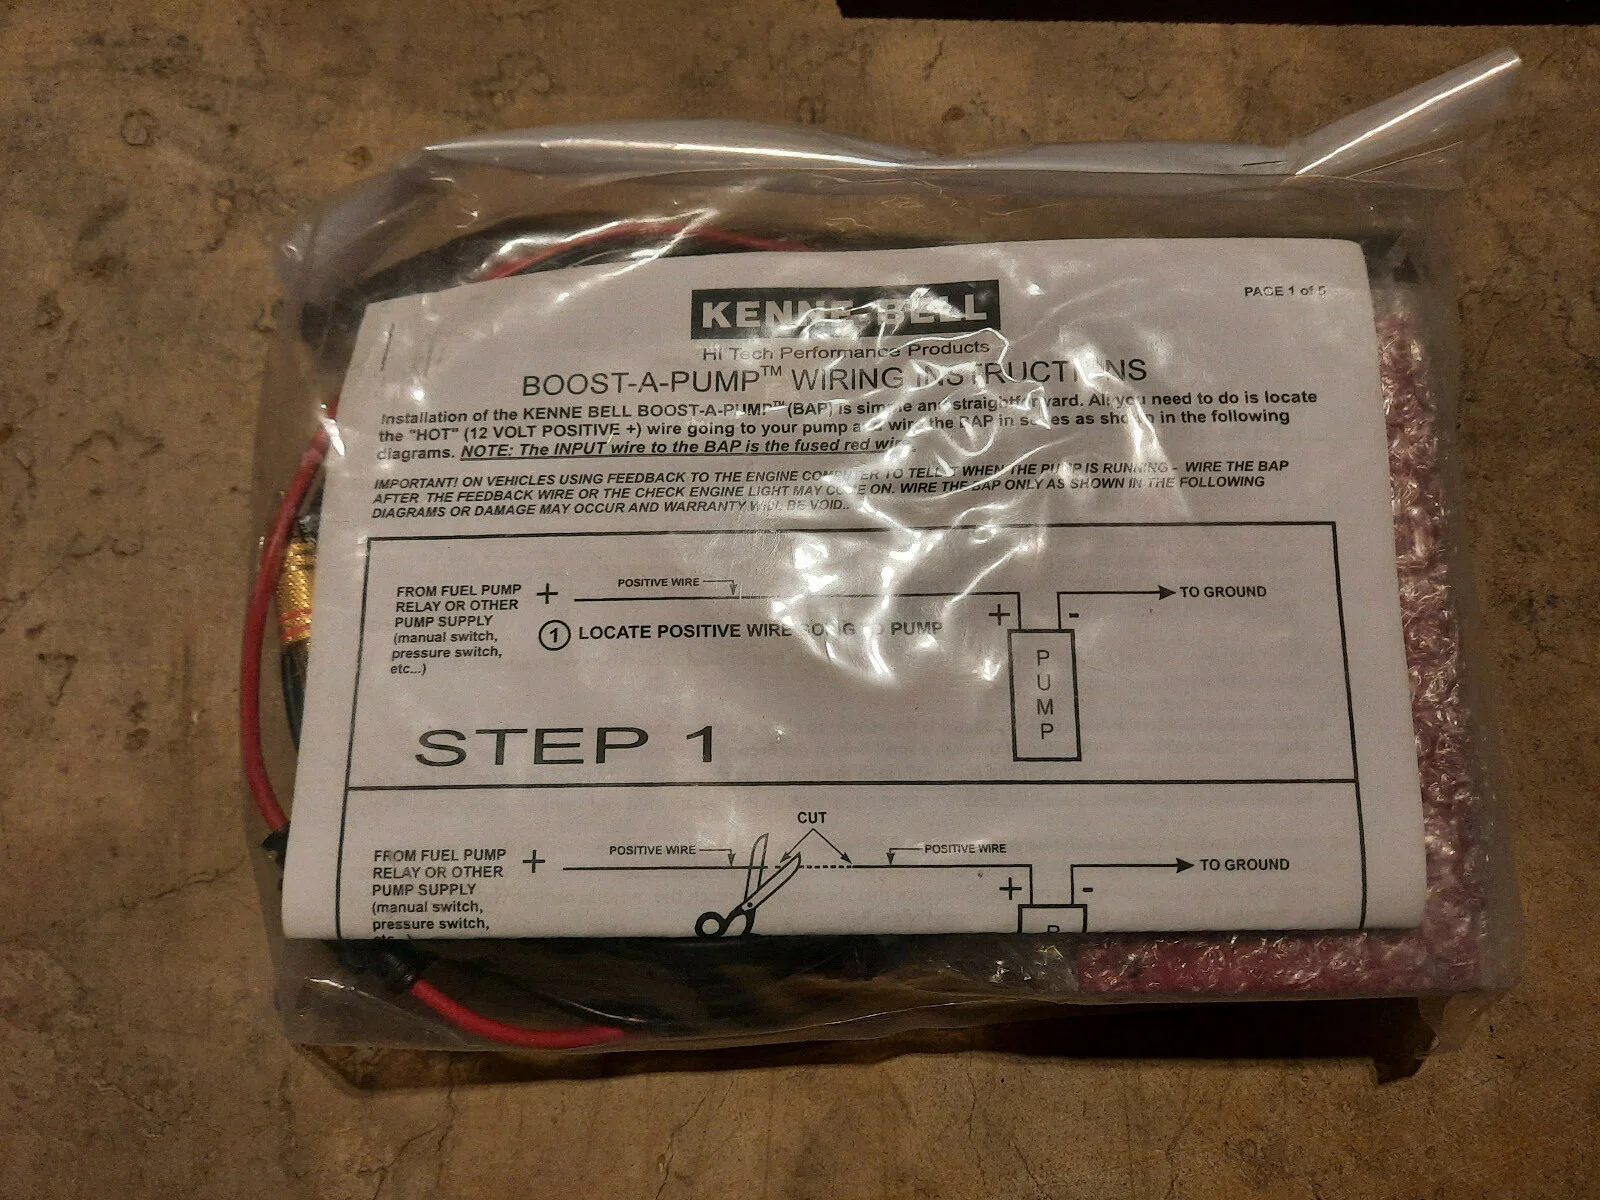 KENNE-BELL
PAGE 1 of 5
Hi Tech Performance Products
BOOST-A-PUMP™ WIRING INSTRUCTIONS
Installation of the KENNE BELL BOOST-A-PUMP™ (BAP) is simple and straightforward. All you need to do is locate
the "HOT" (12 VOLT POSITIVE +) wire going to your pump and wire the BAP in series as shown in the following
diagrams. NOTE: The INPUT wire to the BAP is the fused red wire.
IMPORTANT! ON VEHICLES USING FEEDBACK TO THE ENGINE COMPUTER TO TELL IT WHEN THE PUMP IS RUNNING - WIRE THE BAP
AFTER THE FEEDBACK WIRE OR THE CHECK ENGINE LIGHT MAY COME ON. WIRE THE BAP ONLY AS SHOWN IN THE FOLLOWING
DIAGRAMS OR DAMAGE MAY OCCUR AND WARRANTY WILL BE VOID..
FROM FUEL PUMP
RELAY OR OTHER
PUMP SUPPLY
(manual switch,
pressure switch,
etc...)
+
POSITIVE WIRE
1 LOCATE POSITIVE WIRE GOING TO PUMP
+
-
TO GROUND
PUMP
STEP 1
CUT
FROM FUEL PUMP
RELAY OR OTHER
PUMP SUPPLY
(manual switch,
pressure switch,
+
POSITIVE WIRE
POSITIVE WIRE
+
-
TO GROUND
P